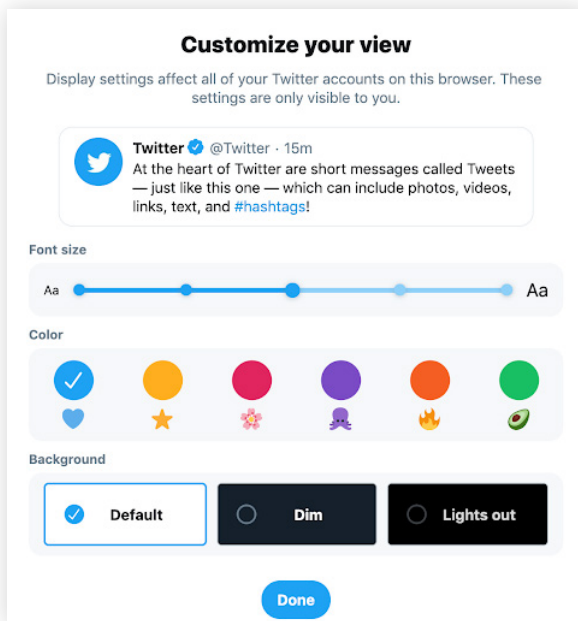 Customize your view
Display settings affect all of your Twitter accounts on this browser. These
settings are only visible to you.
Twitter @Twitter · 15m
At the heart of Twitter are short messages called Tweets
— just like this one — which can include photos, videos,
links, text, and #hashtags!
Font size
Aa Aa
Color
Background
Default Dim Lights out
Done